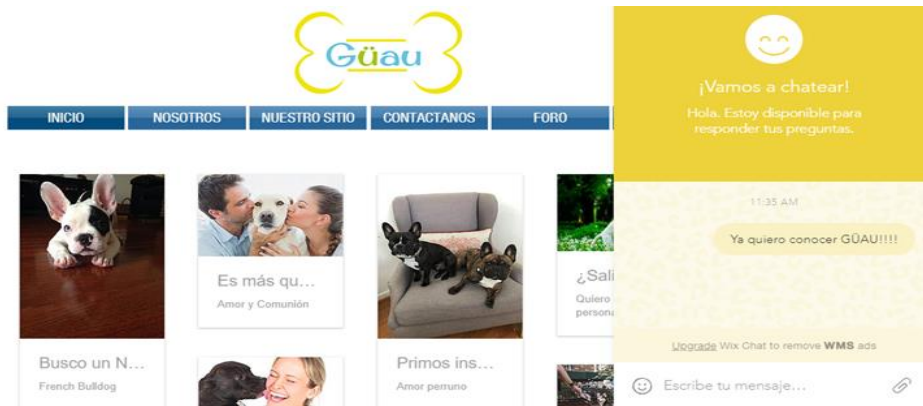 Güau
INICIO
NOSOTROS
NUESTRO SITIO
CONTACTANOS
FORO
Busco un N...
French Bulldog
Es más qu...
Amor y Comunión
Primos ins...
Amor perruno
¿Sali
Quiero
persona
¡Vamos a chatear!
Hola. Estoy disponible para
responder tus preguntas.
11:35 AM
Ya quiero conocer GÜAU!!!!
Upgrade Wix Chat to remove WMS ads
Escribe tu mensaje...